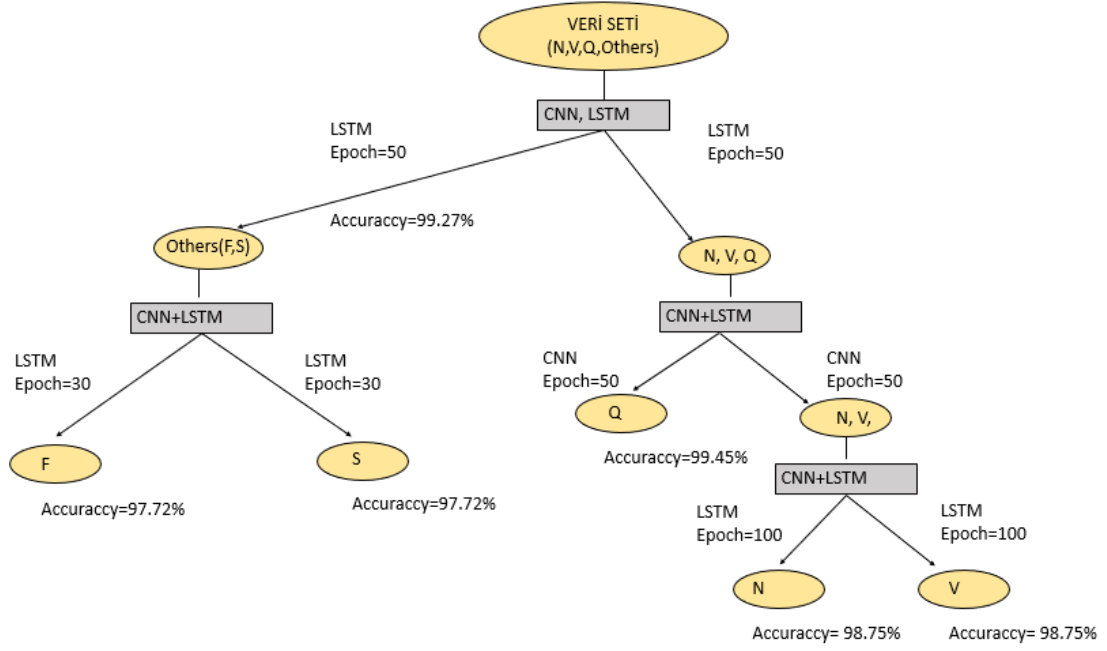 VERİ SETİ
(N,V,Q,Others)
CNN, LSTM
LSTM
Epoch=50
LSTM
Epoch=50
Accuraccy=99.27%
Others(F,S)
N, V, Q
CNN+LSTM
CNN+LSTM
LSTM
Epoch=30
LSTM
Epoch=30
CNN
Epoch=50
CNN
Epoch=50
Q
N, V,
F
S
Accuraccy=99.45%
CNN+LSTM
Accuraccy=97.72%
Accuraccy=97.72%
LSTM
Epoch=100
LSTM
Epoch=100
N
V
Accuraccy= 98.75%
Accuraccy= 98.75%